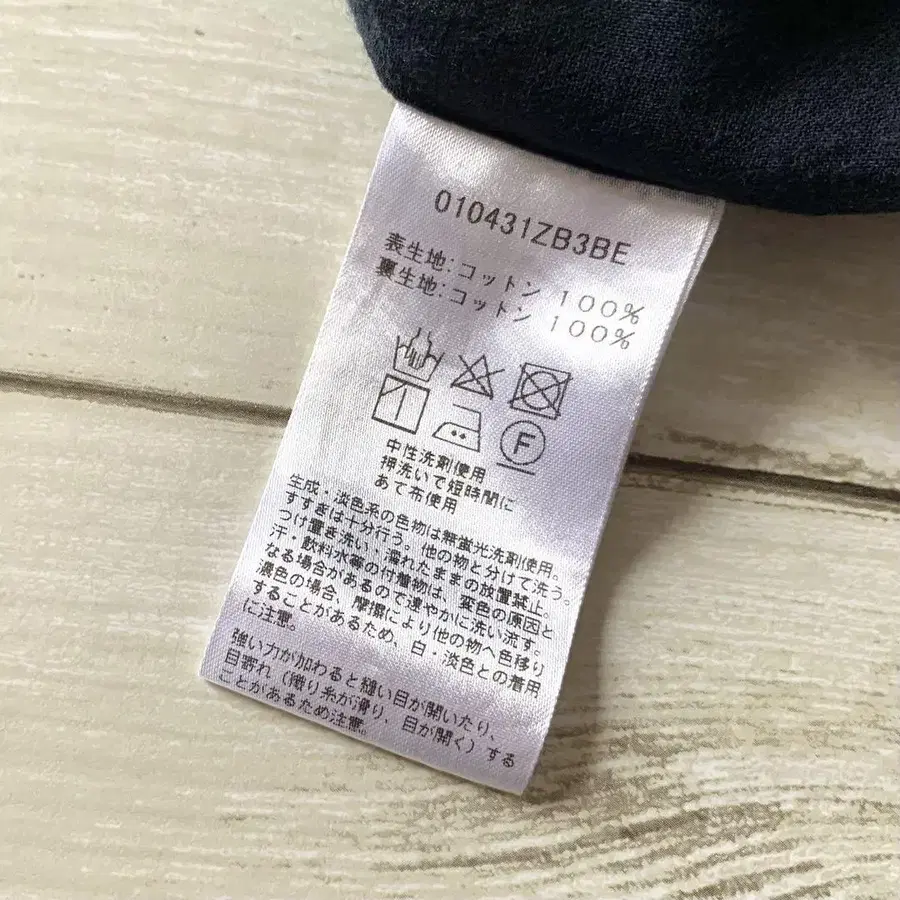 010431ZB3BE
表生地:コットン 100%
裏生地:コットン 100%
F
中性洗剤使用
押洗いで短時間に
あて布使用
生成・淡色系の色物は無蛍光洗剤使用。
すすぎは十分行う。他の物と分けて洗う。
つけ置き洗い、濡れたままの放置禁止。
汗・飲料水等の付着物は、変色の原因と
なる場合があるので速やかに洗い流す。
濃色の場合、摩擦により他の物へ色移り
することがあるため、白・淡色との着用
に注意。
強い力が加わると縫い目が開いたり、
目寄れ（織り糸が滑り、目が開く）する
ことがあるため注意。